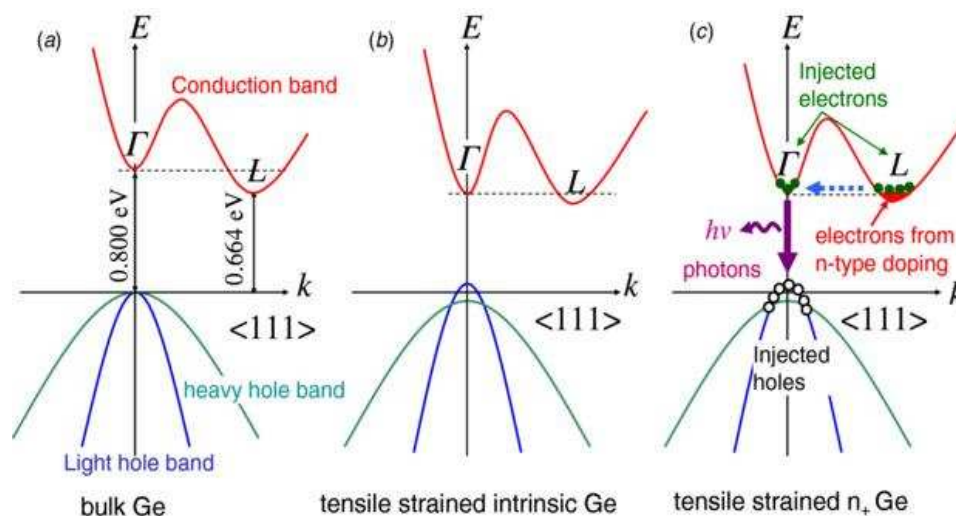 (a)
E
Conduction band
Γ
L
0.800 eV
0.664 eV
k
<111>
heavy hole band
Light hole band
bulk Ge
(b)
E
Γ
L
k
<111>
tensile strained intrinsic Ge
(c)
E
Injected
electrons
Γ
L
hν
photons
electrons from
n-type doping
k
<111>
Injected
holes
tensile strained n+ Ge